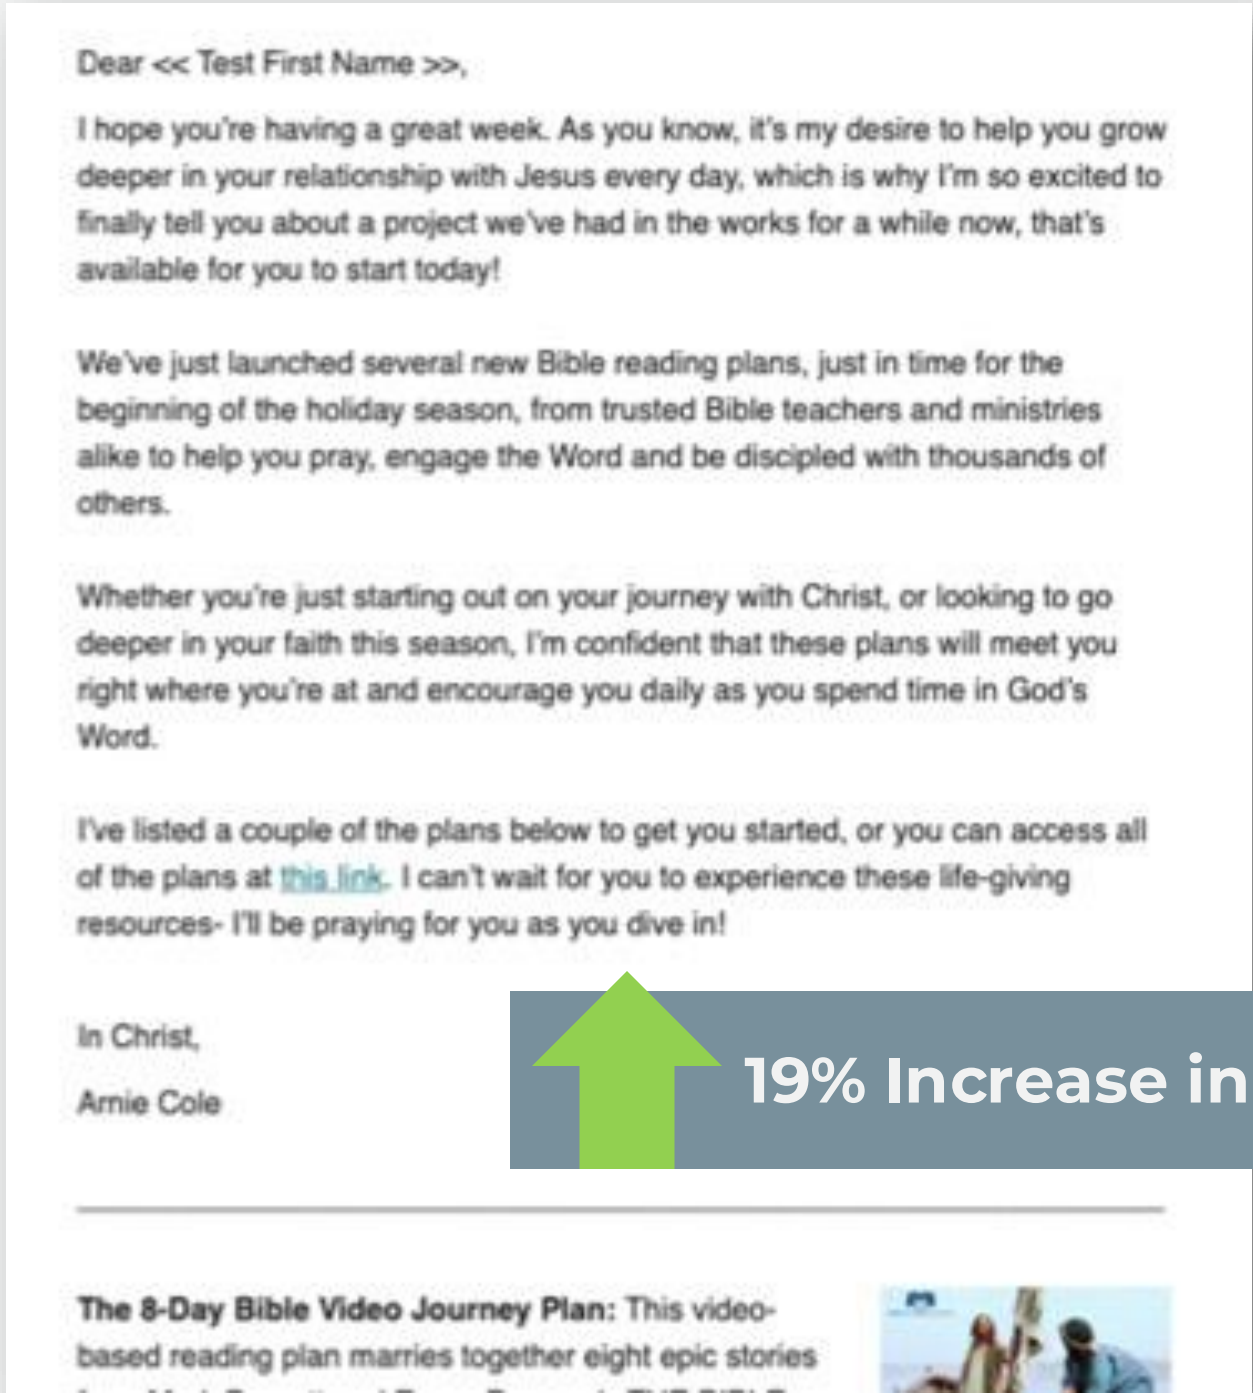 Dear << Test First Name >>,
I hope you're having a great week. As you know, it's my desire to help you grow
deeper in your relationship with Jesus every day, which is why I'm so excited to
finally tell you about a project we've had in the works for a while now, that's
available for you to start today!
We've just launched several new Bible reading plans, just in time for the
beginning of the holiday season, from trusted Bible teachers and ministries
alike to help you pray, engage the Word and be discipled with thousands of
others.
Whether you're just starting out on your journey with Christ, or looking to go
deeper in your faith this season, I'm confident that these plans will meet you
right where you're at and encourage you daily as you spend time in God's
Word.
I've listed a couple of the plans below to get you started, or you can access all
of the plans at this link. I can't wait for you to experience these life-giving
resources- I'll be praying for you as you dive in!
In Christ,
Arnie Cole
19% Increase in
The 8-Day Bible Video Journey Plan: This video-
based reading plan marries together eight epic stories